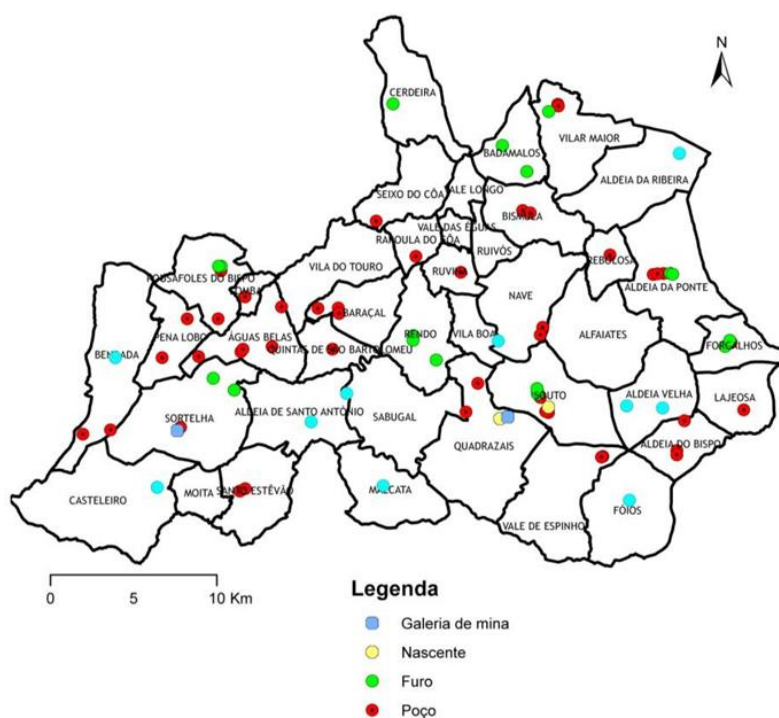 N
CERDEIRA
VILAR MAIOR
BADAMALOS
ALDEIA DA RIBEIRA
SEIXO DO CÔA
ALE LONGO
BISMULA
VALE DAS ÉGUAS
RAPOULA DO CÔA
RUIVÓS
REBOLOSA
POUSAFOLES DO BISPO
VILA DO TOURO
RUVINA
ALDEIA DA PONTE
LOMBA
NAVE
BARAÇAL
PENA LOBO
ÁGUAS BELAS
RENDO
VILA BOA
ALFAIATES
FORCALHOS
QUINTAS DE SÃO BARTOLOMEU
BENDADA
SOUTO
ALDEIA VELHA
LAJEOSA
SORTELHA
ALDEIA DE SANTO ANTÓNIO
SABUGAL
QUADRAZAIS
ALDEIA DO BISPO
CASTELEIRO
MOITA
SANTO ESTÊVÃO
MALCATA
VALE DE ESPINHO
FÓIOS
0 5 10 Km
Legenda
Galeria de mina
Nascente
Furo
Poço